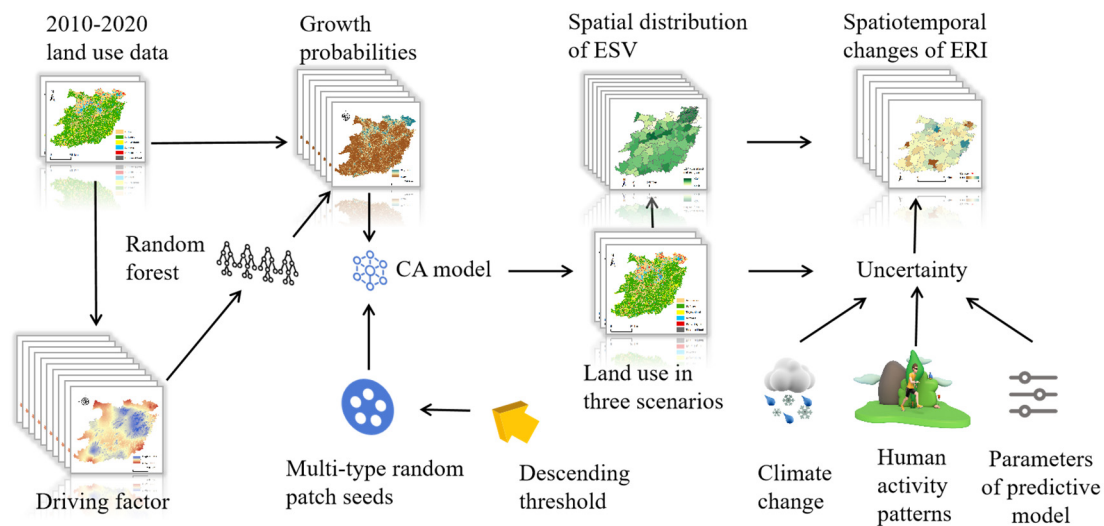 2010-2020
land use data
Growth
probabilities
Spatial distribution
of ESV
Spatiotemporal
changes of ERI
Random
forest
CA model
Uncertainty
Land use in
three scenarios
Driving factor
Multi-type random
patch seeds
Descending
threshold
Climate
change
Human
activity
patterns
Parameters
of predictive
model